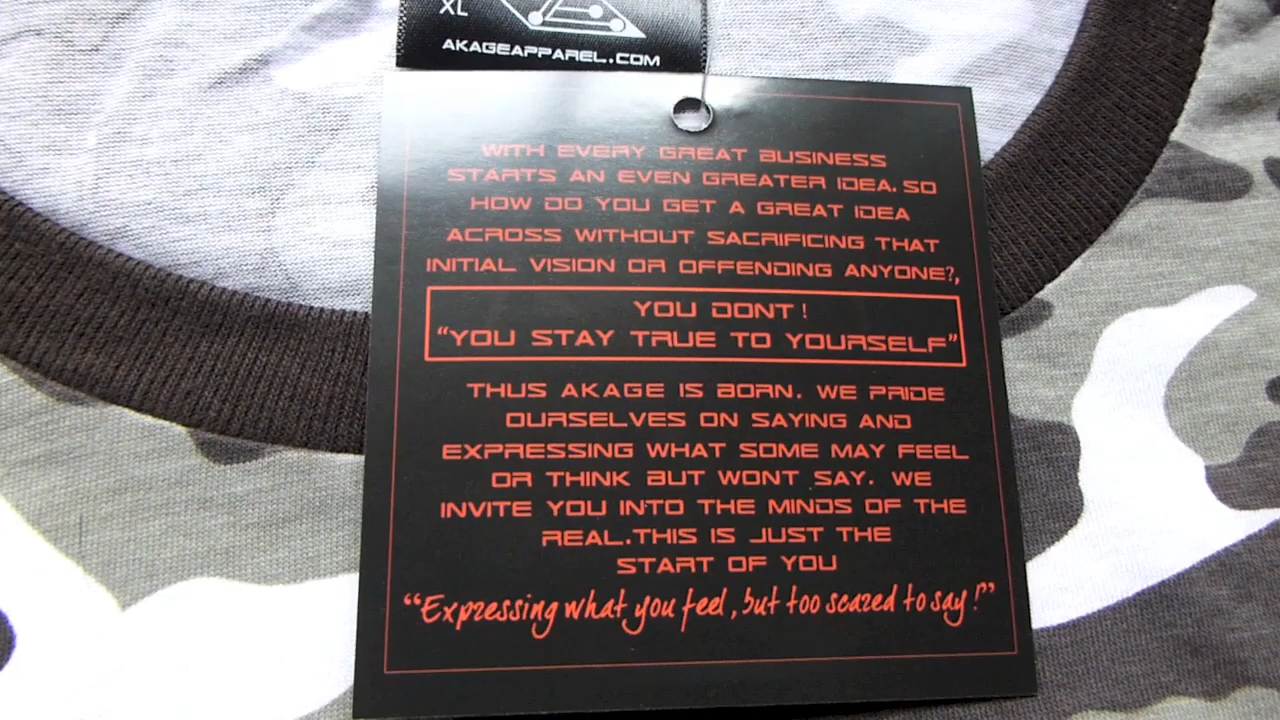 XL
AKAGEAPPAREL.COM
WITH EVERY GREAT BUSINESS
STARTS AN EVEN GREATER IDEA. SO
HOW DO YOU GET A GREAT IDEA
ACROSS WITHOUT SACRIFICING THAT
INITIAL VISION OR OFFENDING ANYONE?,
YOU DONT!
“YOU STAY TRUE TO YOURSELF”
THUS AKAGE IS BORN. WE PRIDE
OURSELVES ON SAYING AND
EXPRESSING WHAT SOME MAY FEEL
OR THINK BUT WONT SAY. WE
INVITE YOU INTO THE MINDS OF THE
REAL.THIS IS JUST THE
START OF YOU
“Expressing what you feel, but too scared to say!”